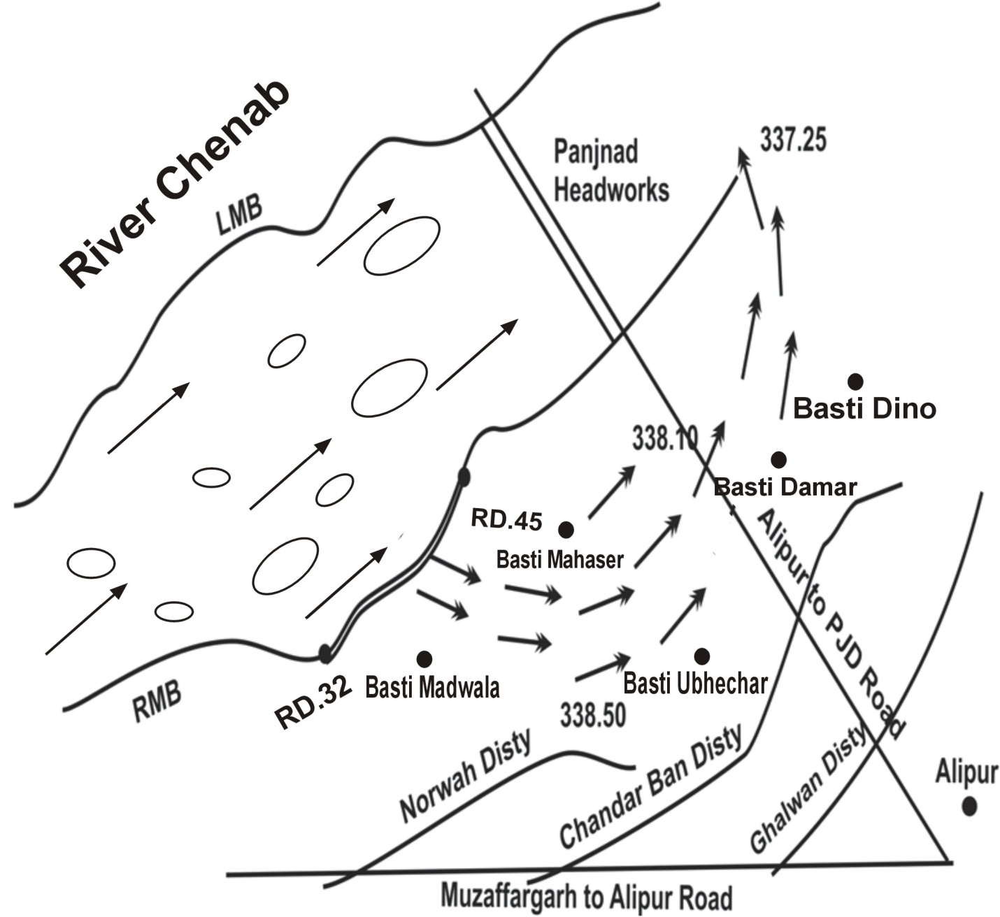 337.25
Panjnad
Headworks
River Chenab
LMB
Basti Dino
338.10
Basti Damar
RD.45
Alipur to PJD Road
Basti Mahaser
Basti Madwala
Basti Ubhechar
RMB
RD.32
338.50
Norwah Disty
Chandar Ban Disty
Ghalwan Disty
Alipur
Muzaffargarh to Alipur Road